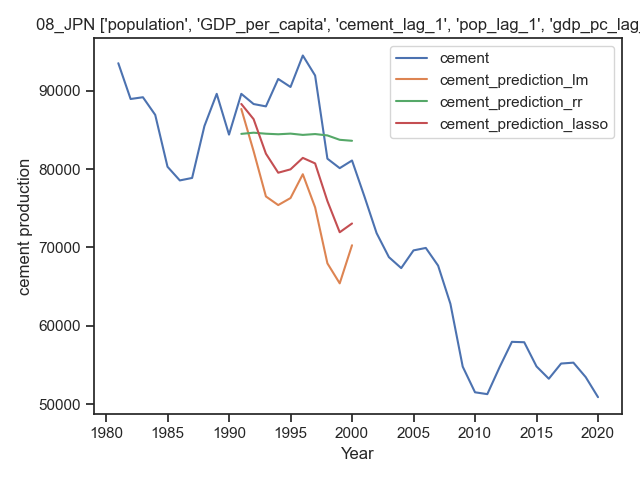 08_JPN ['population', 'GDP_per_capita', 'cement_lag_1', 'pop_lag_1', 'gdp_pc_lag_
cement
cement_prediction_lm
cement_prediction_rr
cement_prediction_lasso
cement production
90000
80000
70000
60000
50000
1980 1985 1990 1995 2000 2005 2010 2015 2020
Year